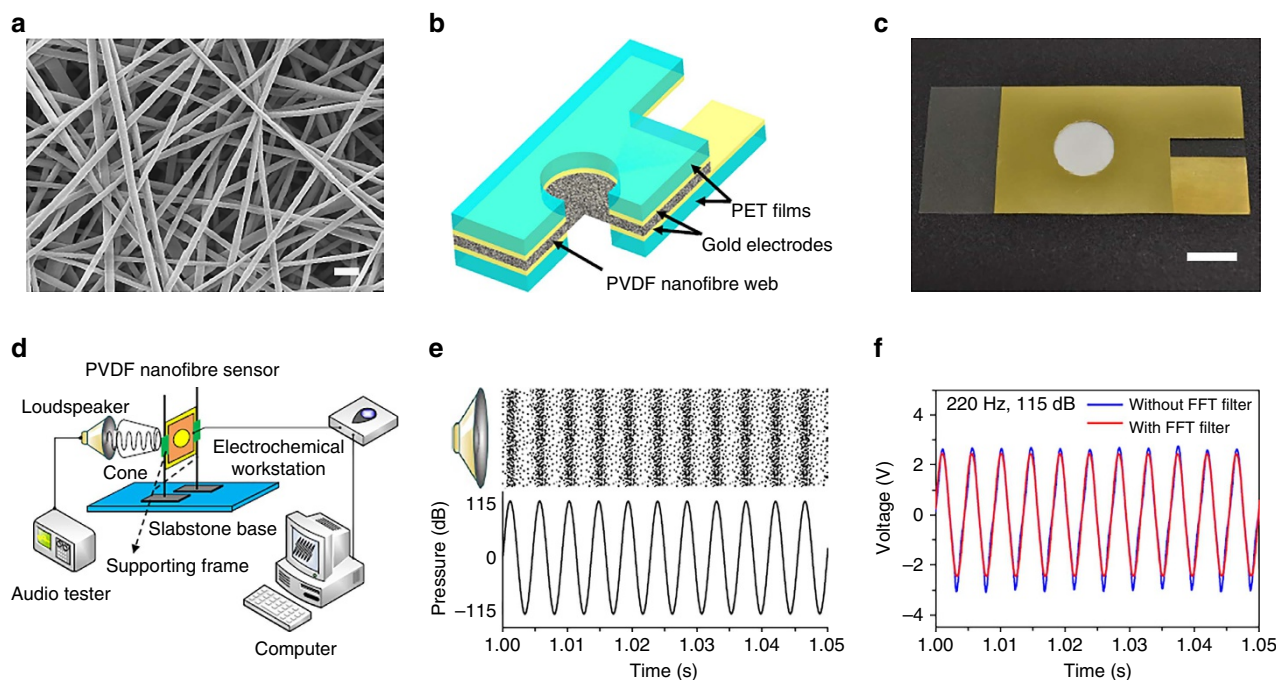 a
b
PET films
Gold electrodes
PVDF nanofibre web
c
d
PVDF nanofibre sensor
Loudspeaker
Cone
Electrochemical
workstation
Slabstone base
Supporting frame
Audio tester
Computer
e
115
0
−115
Pressure (dB)
1.00 1.01 1.02 1.03 1.04 1.05
Time (s)
f
220 Hz, 115 dB
Without FFT filter
With FFT filter
4
2
0
−2
−4
Voltage (V)
1.00 1.01 1.02 1.03 1.04 1.05
Time (s)